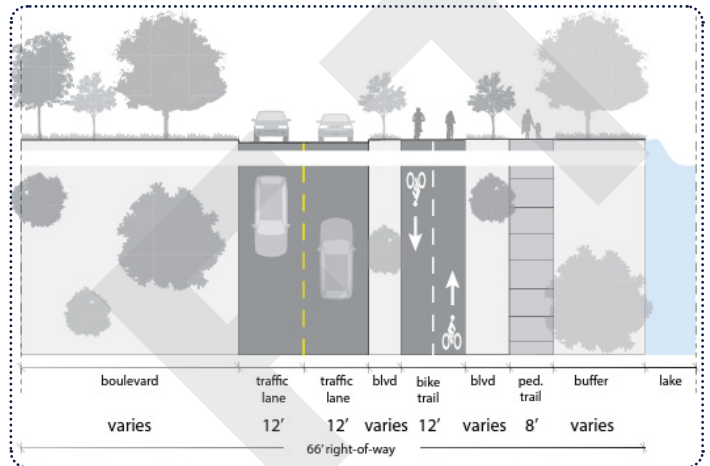 boulevard traffic lane traffic lane blvd bike trail blvd ped. trail buffer lake
varies 12' 12' varies 12' varies 8' varies
66' right-of-way